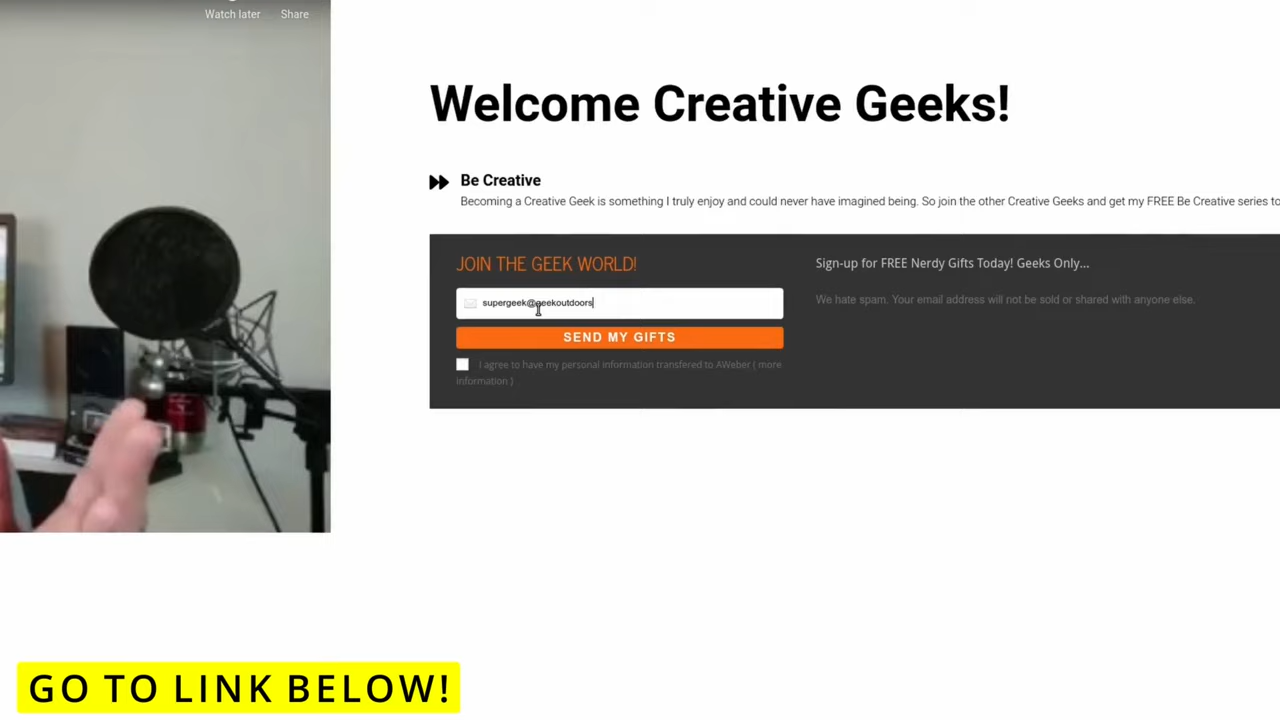 Watch later Share
Welcome Creative Geeks!
Be Creative
Becoming a Creative Geek is something I truly enjoy and could never have imagined being. So join the other Creative Geeks and get my FREE Be Creative series to
JOIN THE GEEK WORLD!
Sign-up for FREE Nerdy Gifts Today! Geeks Only...
supergeek@geekoutdoors
We hate spam. Your email address will not be sold or shared with anyone else.
SEND MY GIFTS
I agree to have my personal information transfered to AWeber ( more
information )
GO TO LINK BELOW!